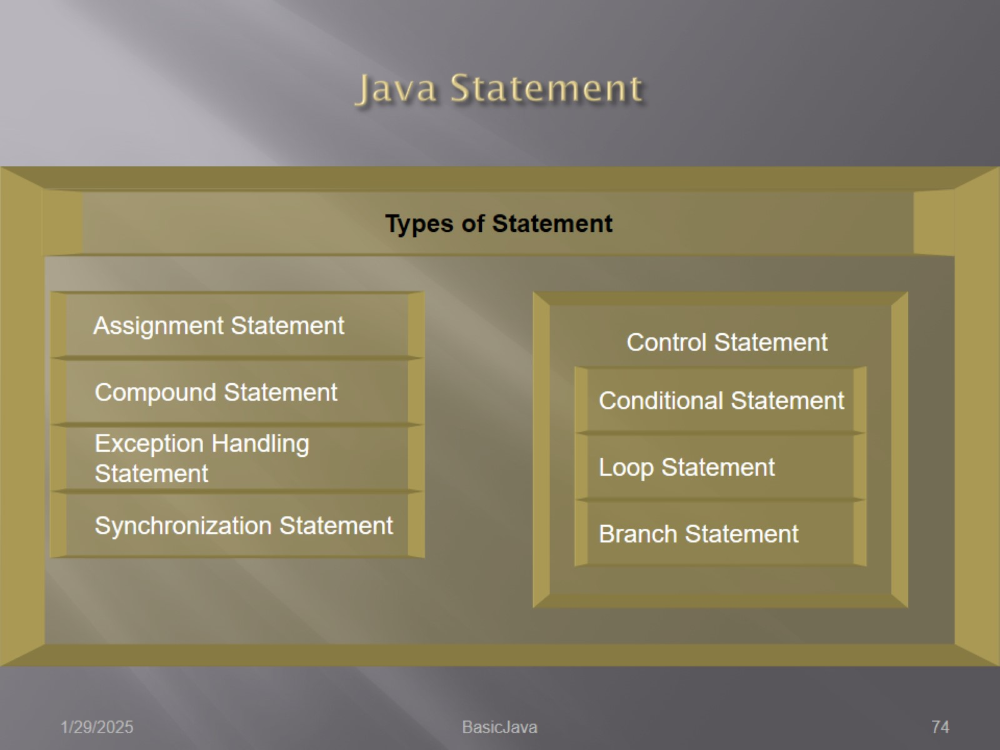 Java Statement
Types of Statement
Assignment Statement
Compound Statement
Exception Handling
Statement
Synchronization Statement
Control Statement
Conditional Statement
Loop Statement
Branch Statement
1/29/2025
BasicJava
74